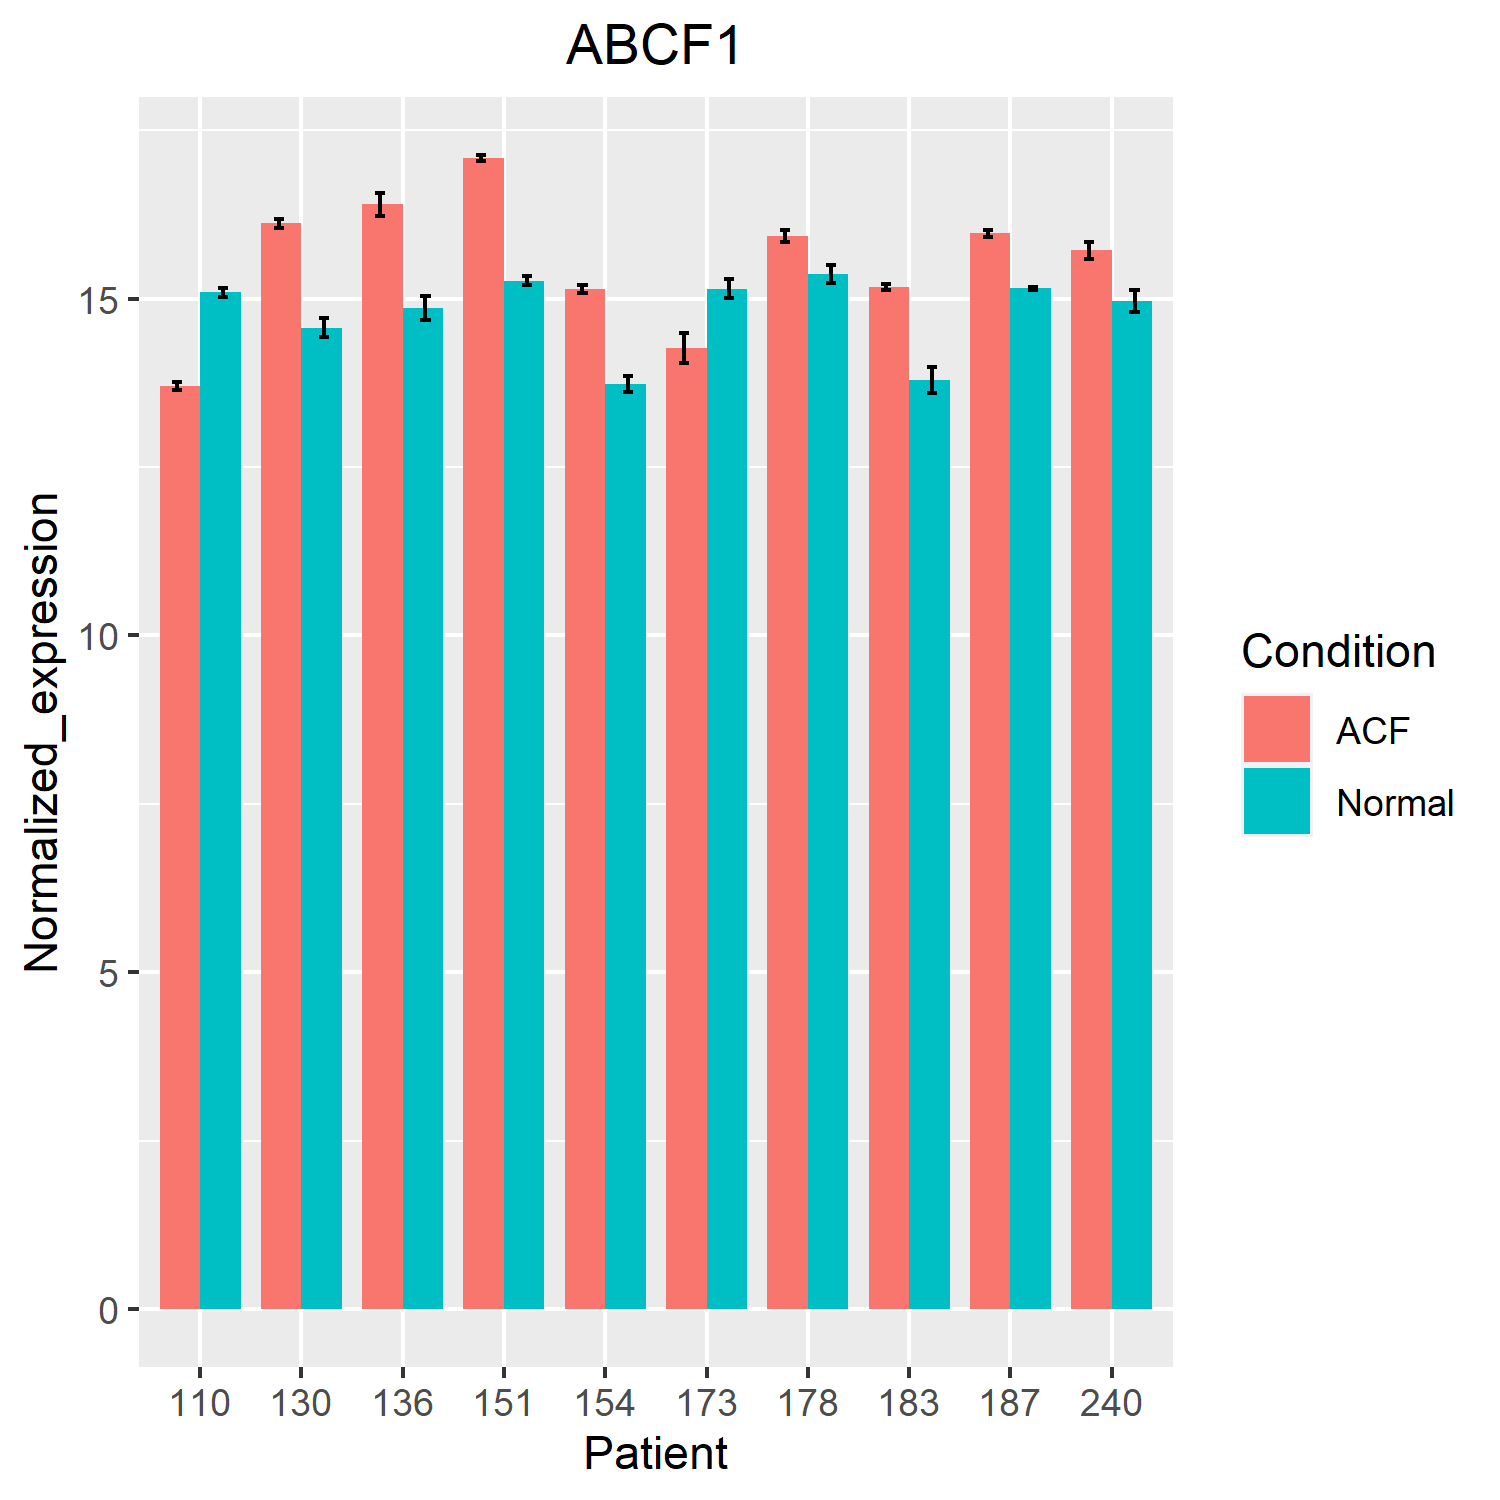 ABCF1
Normalized_expression
15
10
5
0
110 130 136 151 154 173 178 183 187 240
Patient
Condition
ACF
Normal